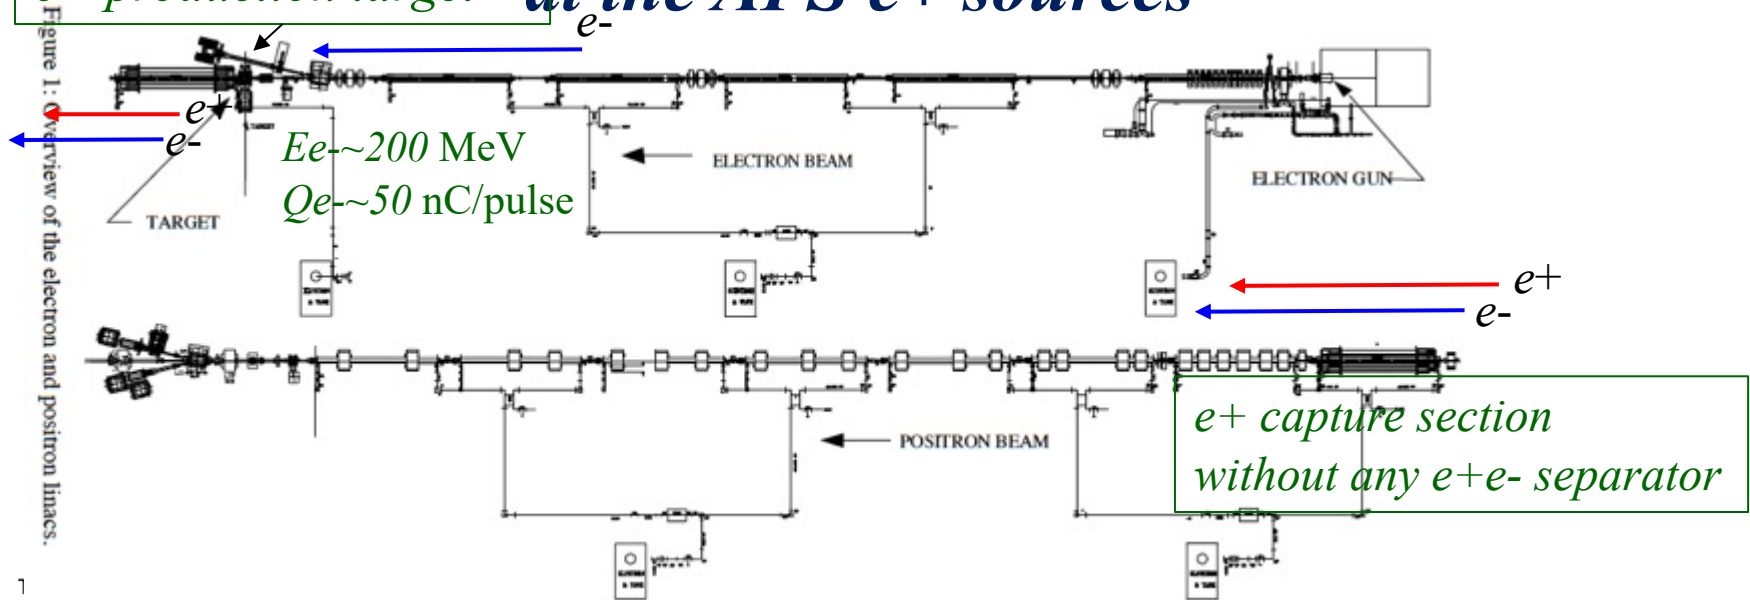 production target
at the APS e+ sources
e-
e+
e-
Ee-~200 MeV
Qe-~50 nC/pulse
ELECTRON BEAM
ELECTRON GUN
TARGET
TARGET
e+
e-
POSITRON BEAM
e+ capture section
without any e+e- separator
Figure 1: Overview of the electron and positron linacs.